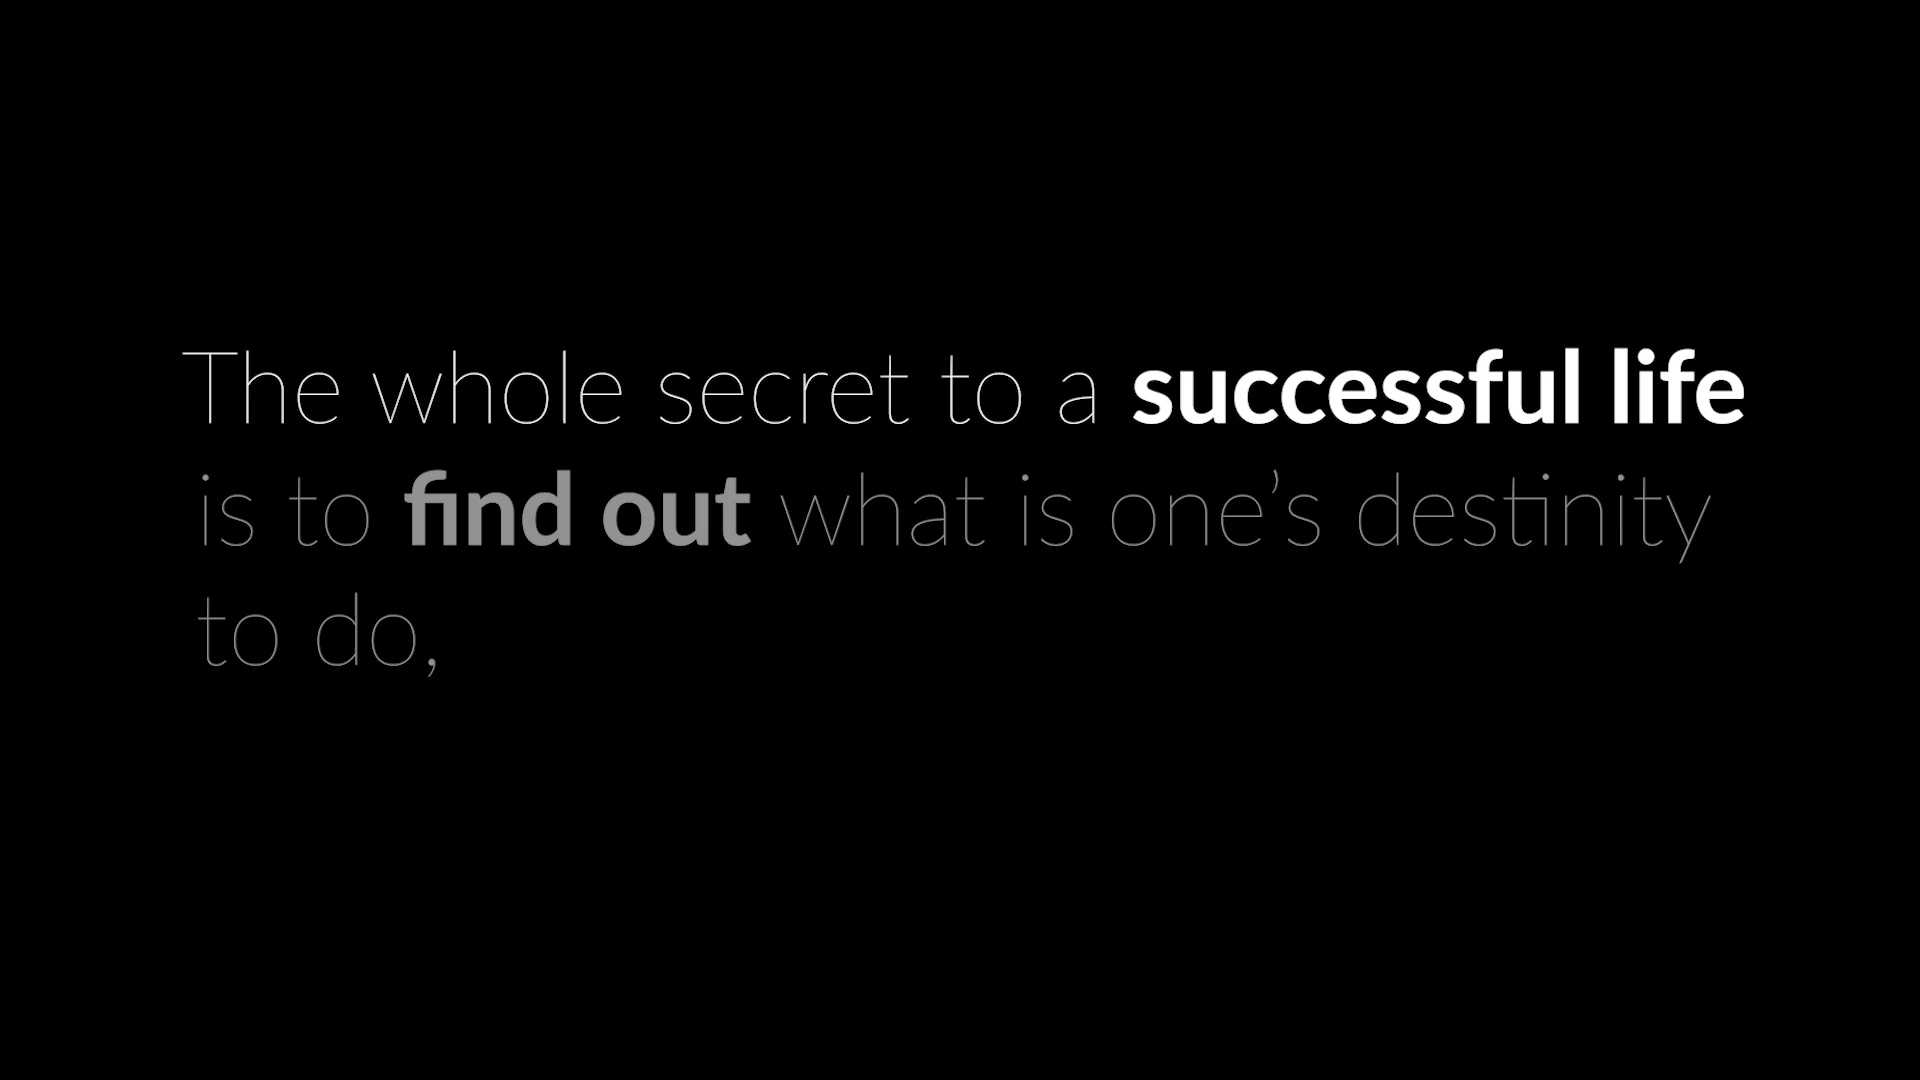 The whole secret to a successful life
is to find out what is one’s destinity
to do,